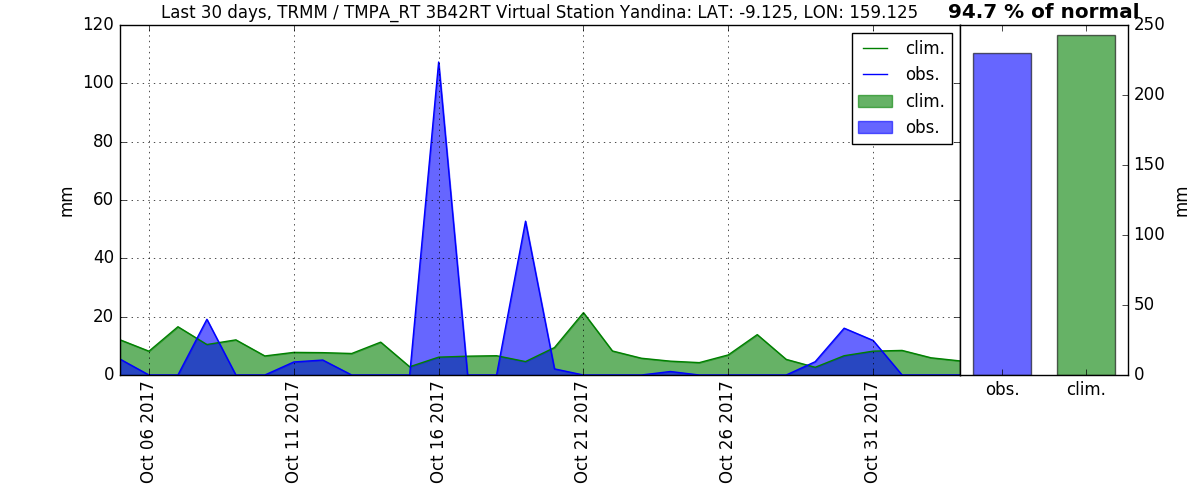 Last 30 days, TRMM / TMPA_RT 3B42RT Virtual Station Yandina: LAT: -9.125, LON: 159.125
94.7 % of normal
120
100
80
60
40
20
0
mm
clim.
obs.
clim.
obs.
Oct 06 2017
Oct 11 2017
Oct 16 2017
Oct 21 2017
Oct 26 2017
Oct 31 2017
250
200
150
100
50
0
mm
obs.
clim.